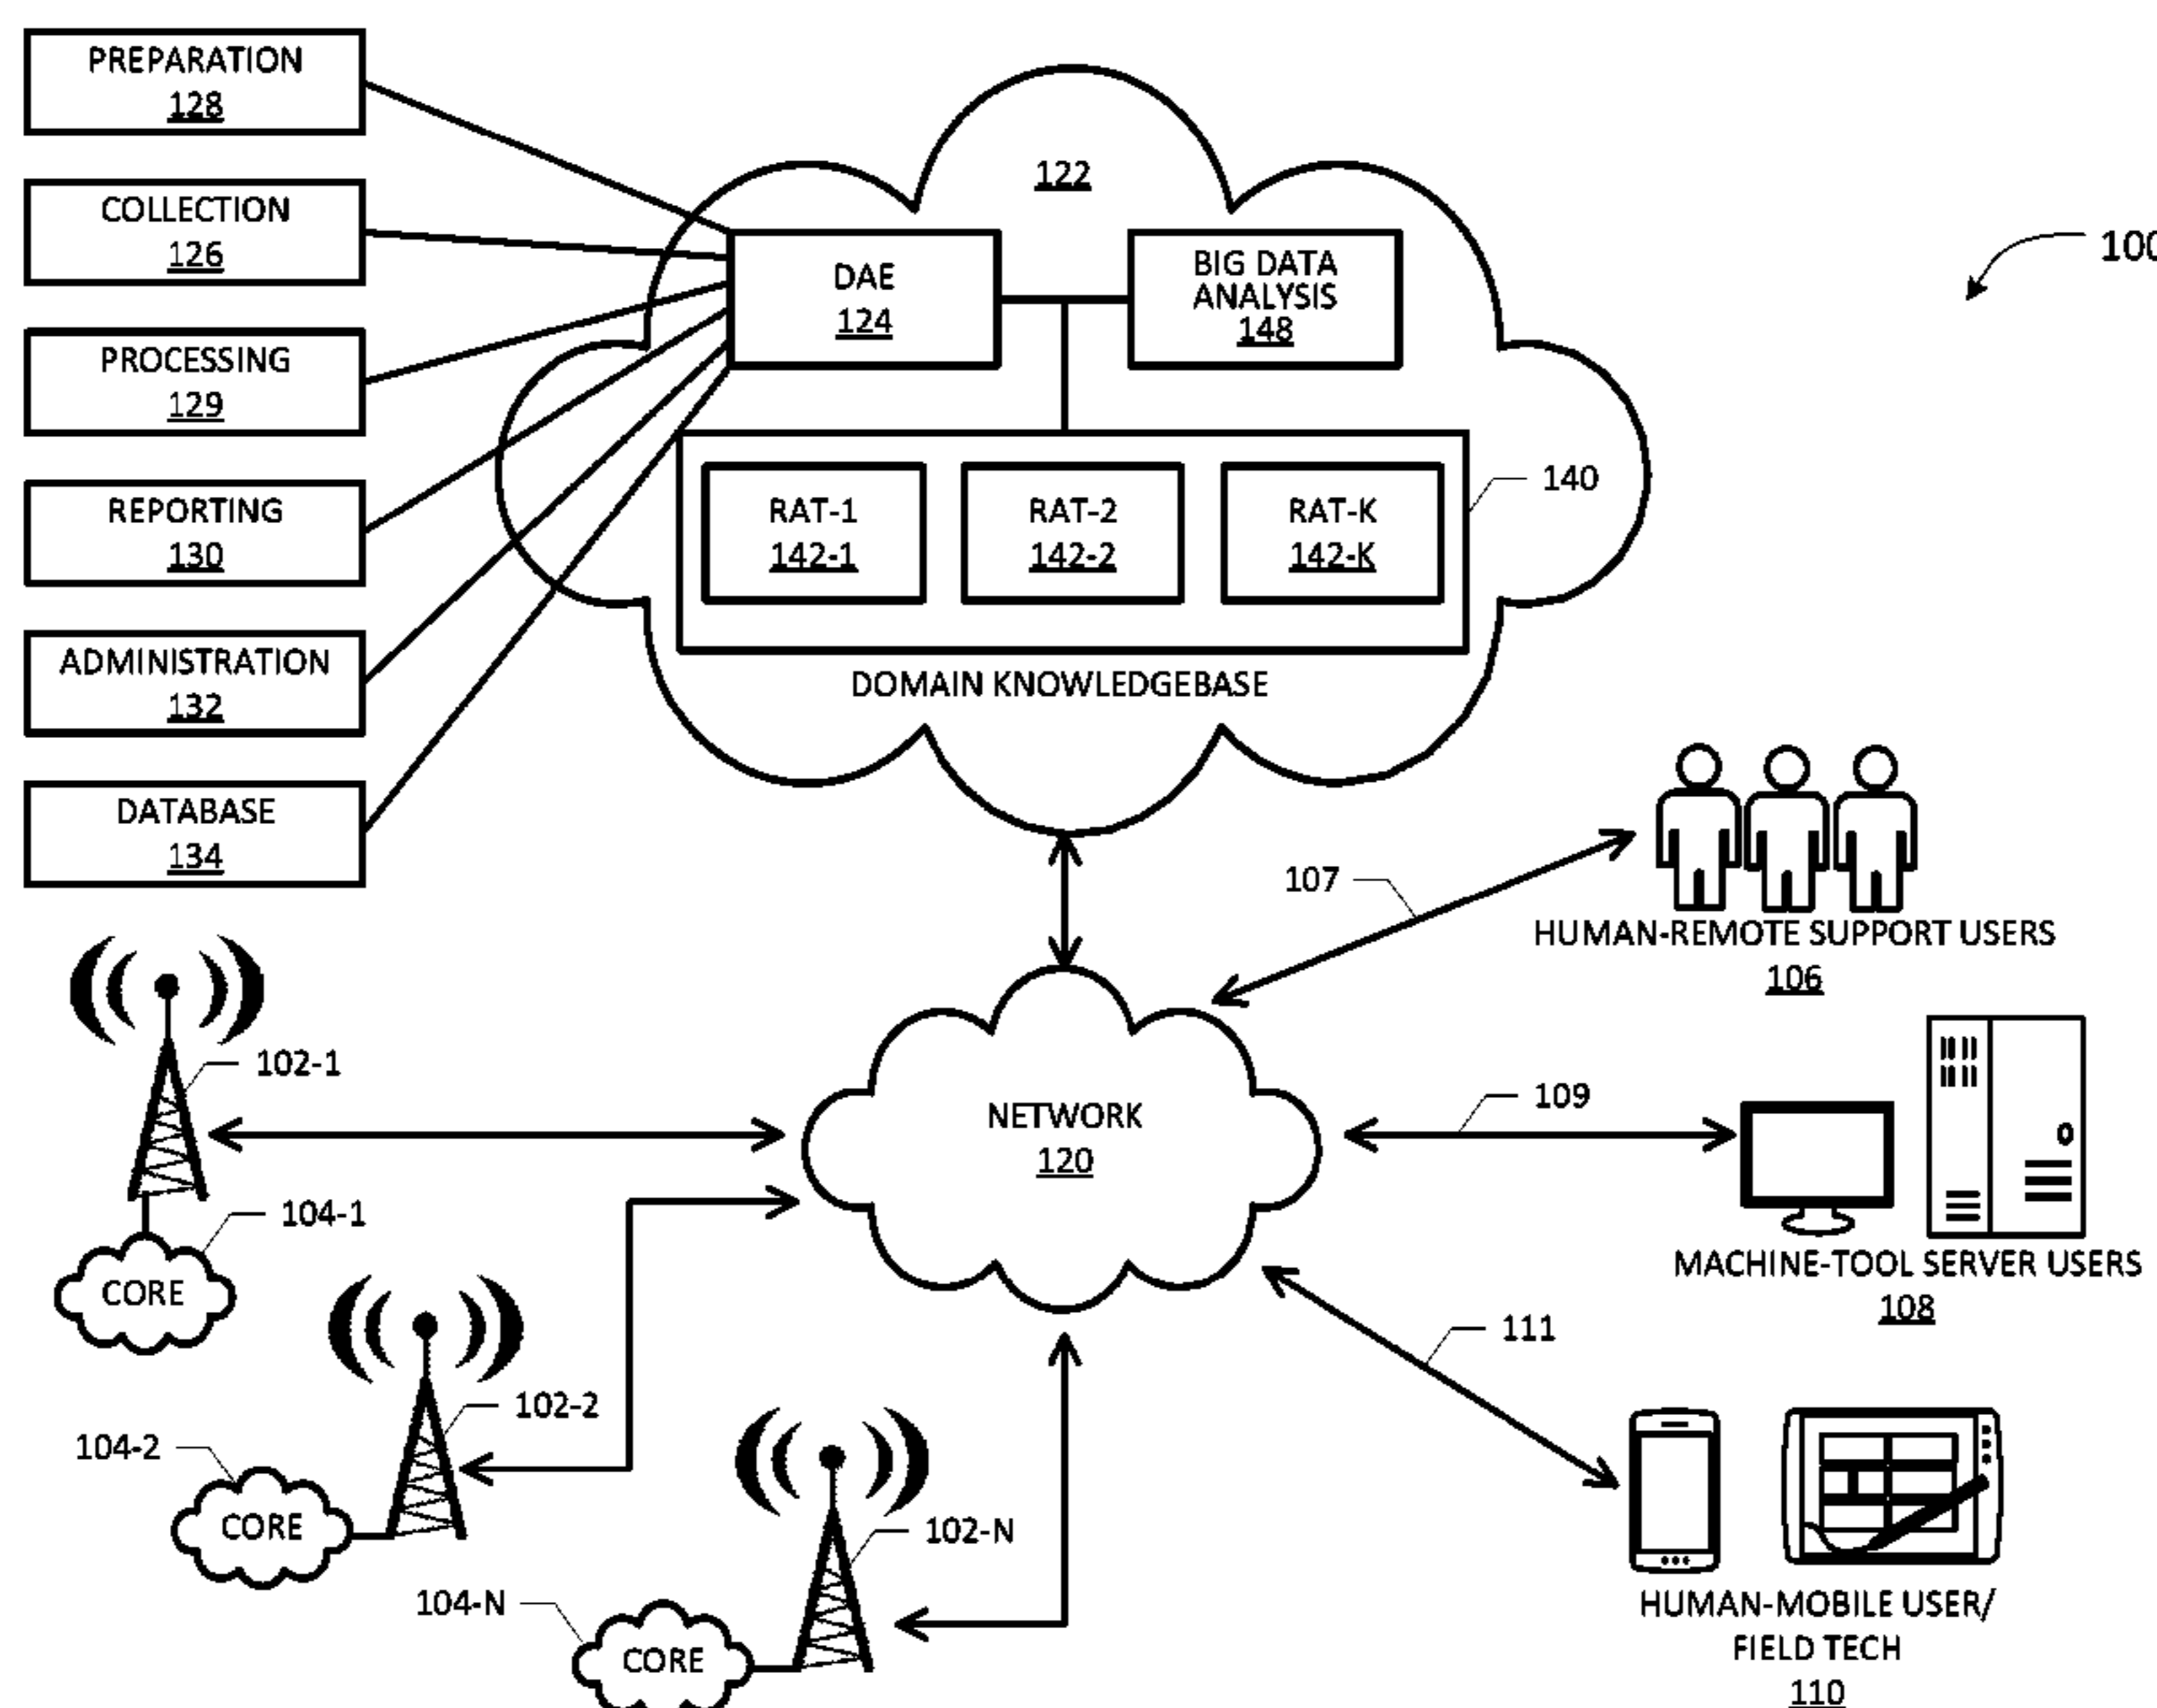 PREPARATION
128
COLLECTION
126
PROCESSING
129
REPORTING
130
ADMINISTRATION
132
DATABASE
134
122
DAE
124
BIG DATA
ANALYSIS
148
100
RAT-1
142-1
RAT-2
142-2
RAT-K
142-K
140
DOMAIN KNOWLEDGEBASE
107
HUMAN-REMOTE SUPPORT USERS
106
102-1
104-1
CORE
NETWORK
120
109
MACHINE-TOOL SERVER USERS
108
111
102-2
104-2
CORE
102-N
104-N
CORE
HUMAN-MOBILE USER/
FIELD TECH
110